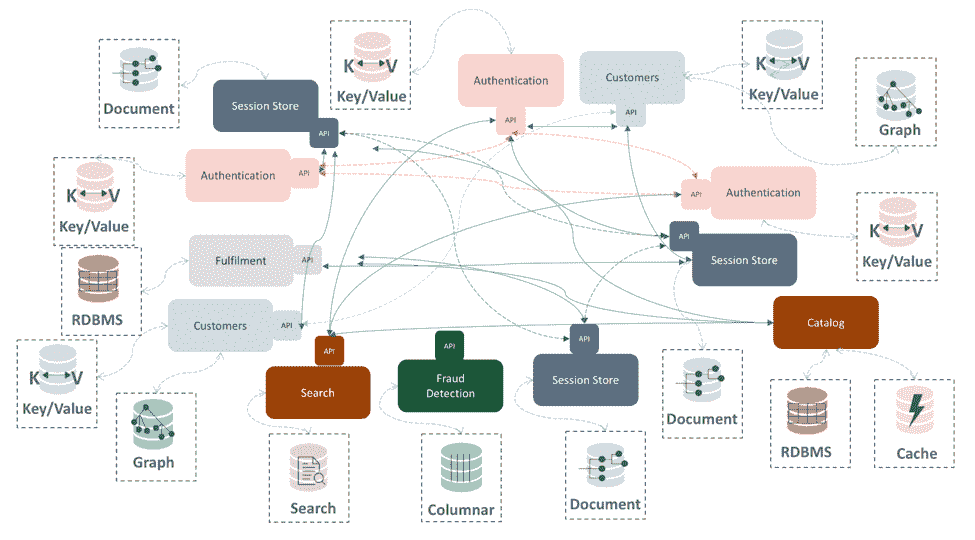 Document
Session Store
API
K V
Key/Value
Authentication
API
Customers
API
K V
Key/Value
Graph
K V
Key/Value
Authentication
API
API
Authentication
K V
Key/Value
RDBMS
Fulfilment
API
API
Session Store
K V
Key/Value
Customers
API
Graph
API
Search
Search
API
Fraud
Detection
Columnar
API
Session Store
Document
Document
Catalog
RDBMS
Cache